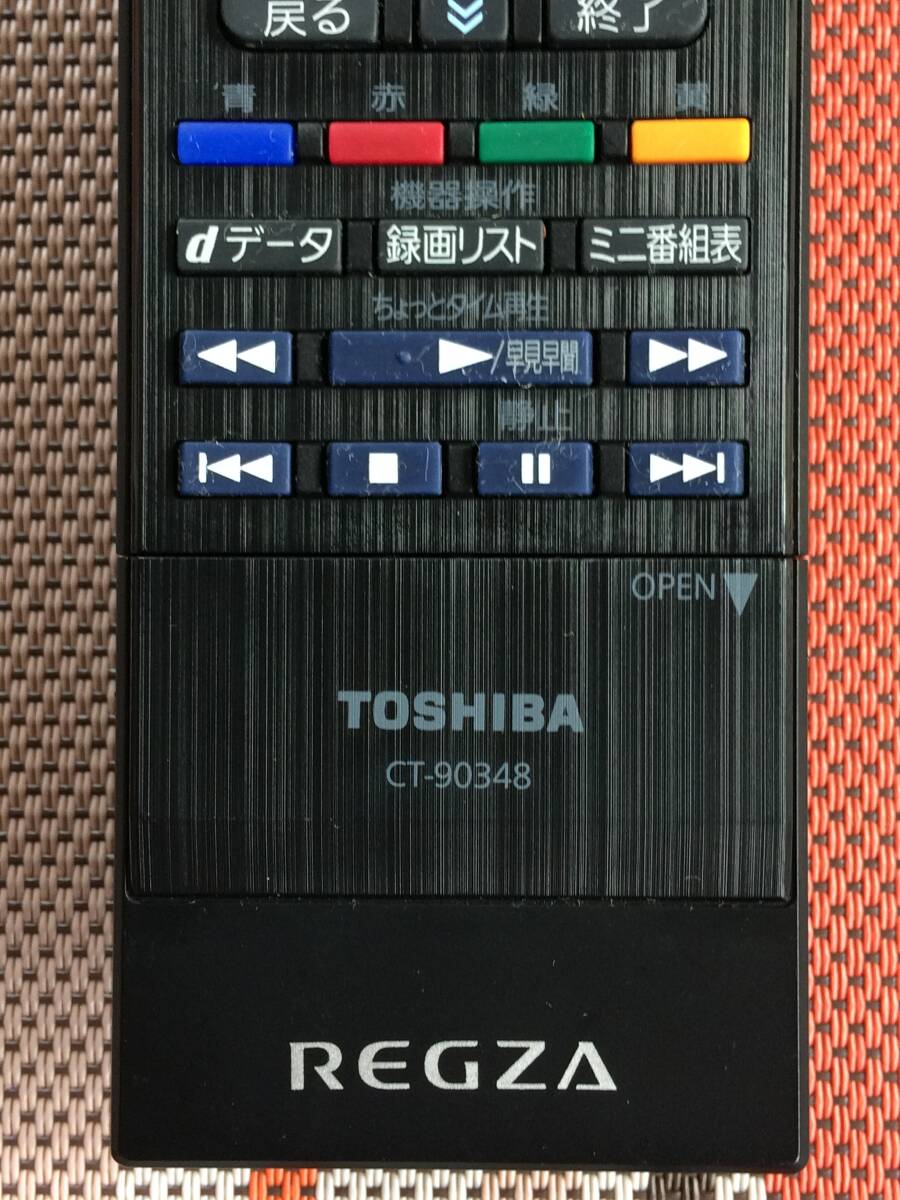 戻る 終了
青 赤 緑 黄
機器操作
dデータ 録画リスト ミニ番組表
ちょっとタイム再生
/早見早聞
静止
OPEN
TOSHIBA
CT-90348
REGZA